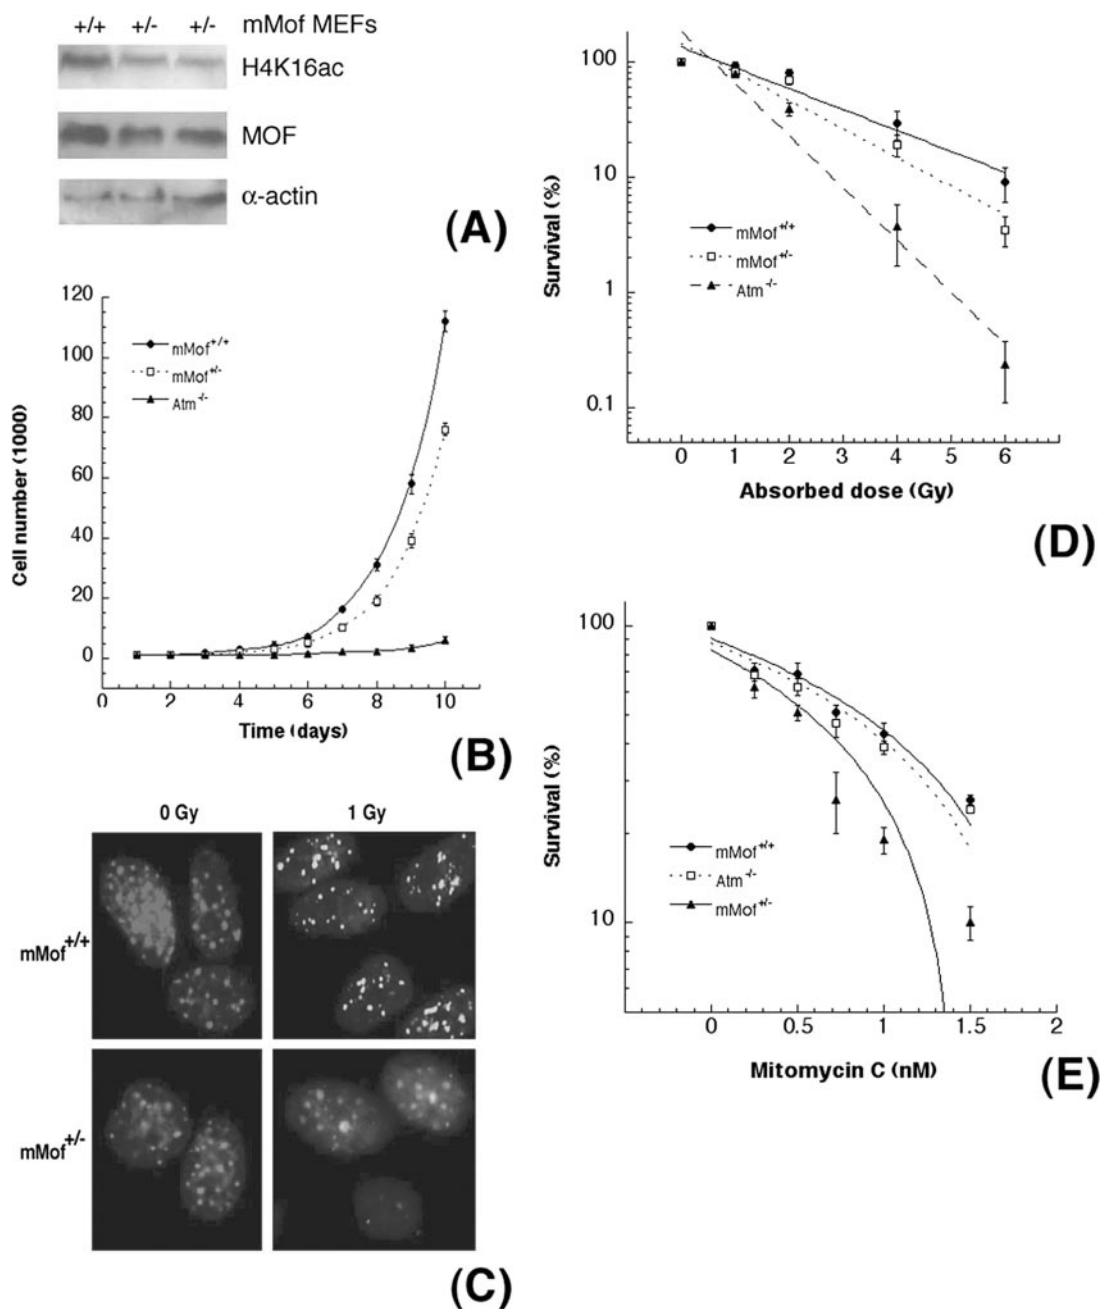 +/+ +/- +/- mMof MEFs
H4K16ac
MOF
α-actin
(A)
120
100
80
60
40
20
0
Cell number (1000)
mMof+/+
mMof+/-
Atm-/-
0 2 4 6 8 10
Time (days)
(B)
0 Gy 1 Gy
mMof+/+
mMof+/-
(C)
100
10
1
0.1
Survival (%)
mMof+/+
mMof+/-
Atm-/-
0 1 2 3 4 5 6
Absorbed dose (Gy)
(D)
100
10
Survival (%)
mMof+/+
Atm-/-
mMof+/-
0 0.5 1 1.5 2
Mitomycin C (nM)
(E)